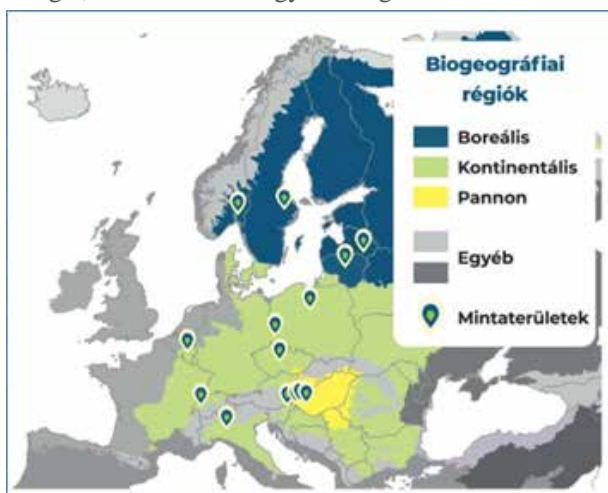 Biogeográfiai
régiók
Boreális
Kontinentális
Pannon
Egyéb
Mintaterületek